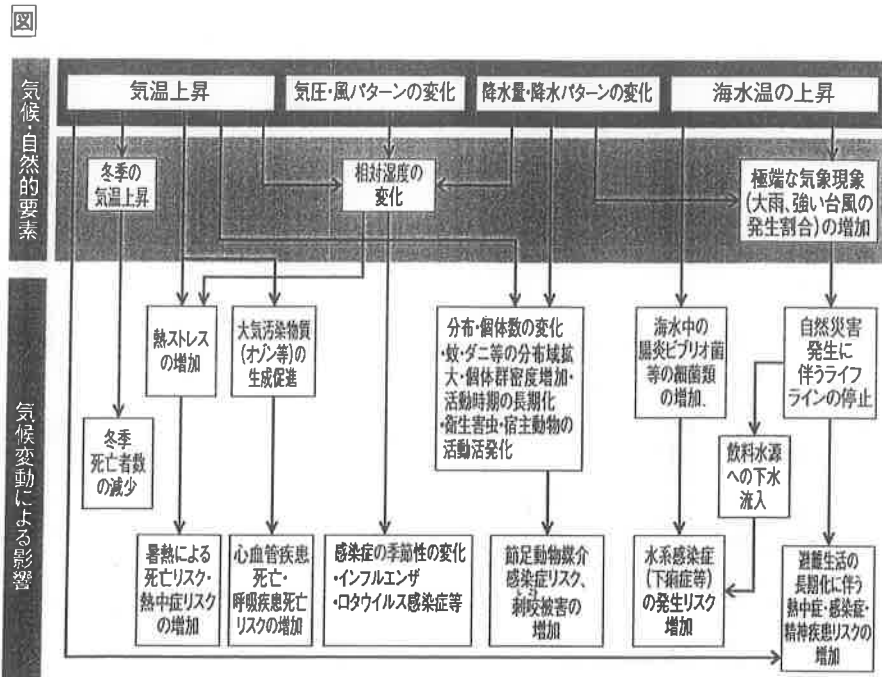 図
気候・自然的要素
気温上昇
気圧・風パターンの変化
降水量・降水パターンの変化
海水温の上昇
冬季の
気温上昇
相対湿度の
変化
極端な気象現象
(大雨、強い台風の
発生割合)の増加
気候変動による影響
熱ストレス
の増加
大気汚染物質
(オゾン等)の
生成促進
分布・個体数の変化
・蚊・ダニ等の分布域拡
大・個体群密度増加・
活動時期の長期化
・衛生害虫・宿主動物の
活動活発化
海水中の
腸炎ビブリオ菌
等の細菌類
の増加.
自然災害
発生に
伴うライフ
ラインの停止
冬季
死亡者数
の減少
飲料水源
への下水
流入
暑熱による
死亡リスク・
熱中症リスク
の増加
心血管疾患
死亡・
呼吸疾患死亡
リスクの増加
感染症の季節性の変化
・インフルエンザ
・ロタウイルス感染症等
節足動物媒介
感染症リスク、
刺咬被害の
増加
水系感染症
(下痢症等)
の発生リスク
増加
避難生活の
長期化に伴う
熱中症・感染症・
精神疾患リスクの
増加